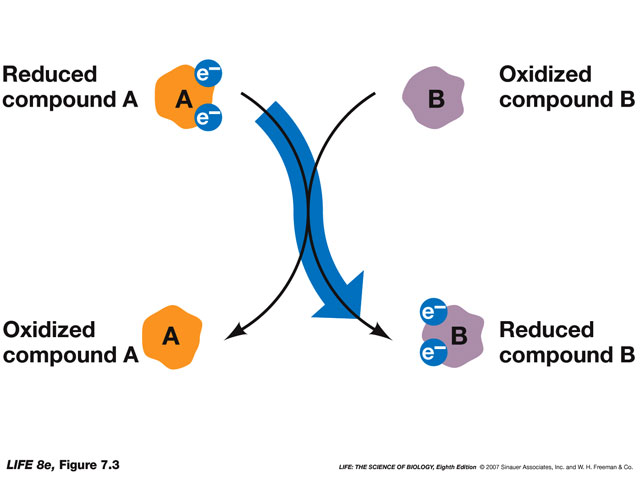 Reduced
compound A
A
e−
e−
B
Oxidized
compound B
Oxidized
compound A
A
e−
e−
B
Reduced
compound B
LIFE 8e, Figure 7.3
LIFE: THE SCIENCE OF BIOLOGY, Eighth Edition © 2007 Sinauer Associates, Inc. and W. H. Freeman & Co.